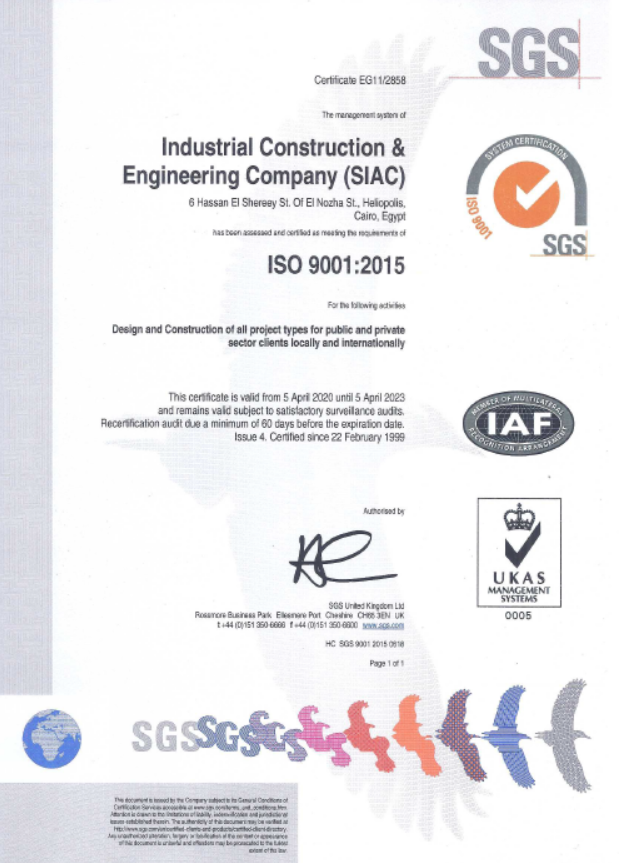 SGS
Certificate EG11/2858
The management system of
Industrial Construction &
Engineering Company (SIAC)
6 Hassan El Shereey St. Of El Nozha St., Heliopolis,
Cairo, Egypt
has been assessed and certified as meeting the requirements of
ISO 9001:2015
For the following activities
Design and Construction of all project types for public and private
sector clients locally and internationally
This certificate is valid from 5 April 2020 until 5 April 2023
and remains valid subject to satisfactory surveillance audits.
Recertification audit due a minimum of 60 days before the expiration date.
Issue 4. Certified since 22 February 1999
Authorised by
SGS United Kingdom Ltd
Rossmore Business Park Ellesmere Port Cheshire CH65 3EN UK
t +44 (0)151 350-6666 f +44 (0)151 350-6600 www.sgs.com
HC SGS 9001 2015 0818
Page 1 of 1
SYSTEM CERTIFICATION
ISO 9001
SGS
MEMBER OF MULTILATERAL
IAF
RECOGNITION ARRANGEMENT
UKAS
MANAGEMENT
SYSTEMS
0005
SGSSGSGS
This document is issued by the Company subject to its General Conditions of
Certification Services accessible at www.sgs.com/terms_and_conditions.htm.
Attention is drawn to the limitations of liability, indemnification and jurisdictional
issues established therein. The authenticity of this document may be verified at
http://www.sgs.com/en/certified-clients-and-products/certified-client-directory.
Any unauthorized alteration, forgery or falsification of the content or appearance
of this document is unlawful and offenders may be prosecuted to the fullest
extent of the law.